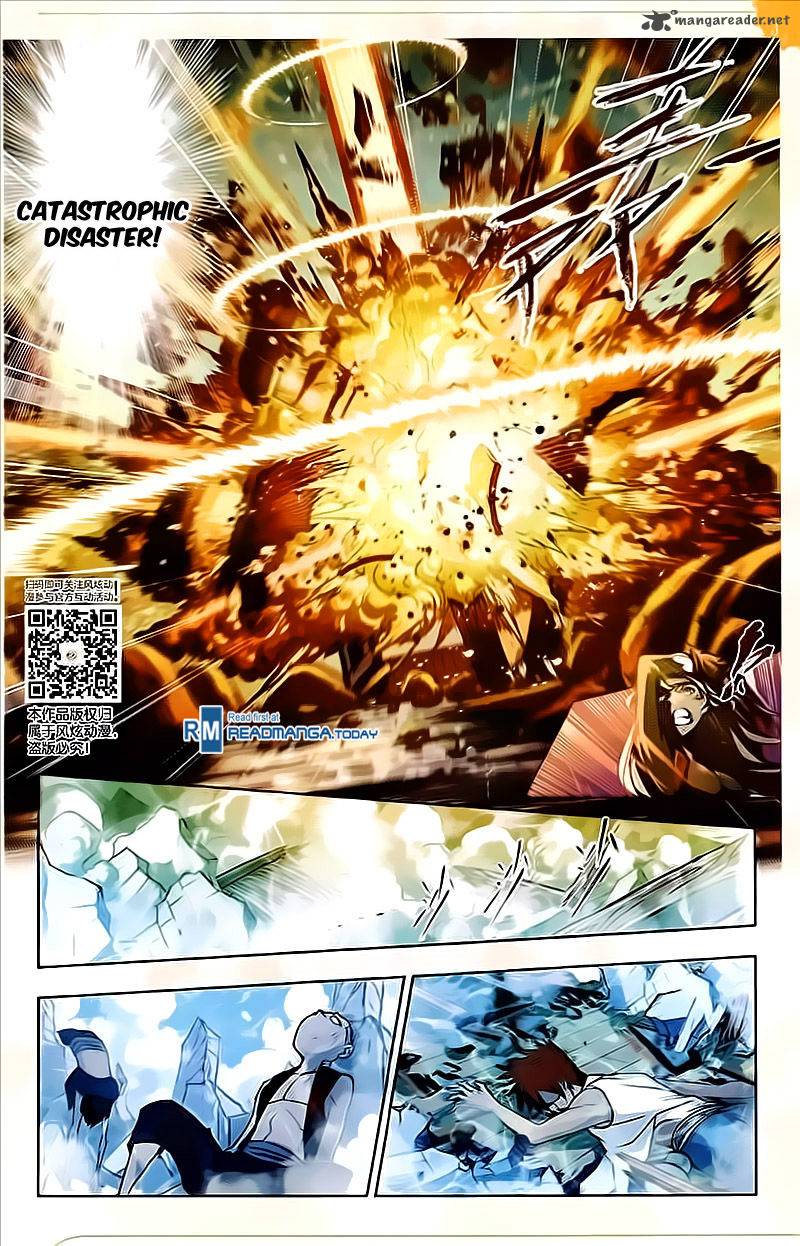 mangareader.net
CATASTROPHIC
DISASTER!
扫码即可关注风炫动
漫参与官方互动活动。
本作品版权归
属于风炫动漫，
盗版必究！
RM
Read first at
READMANGA.TODAY